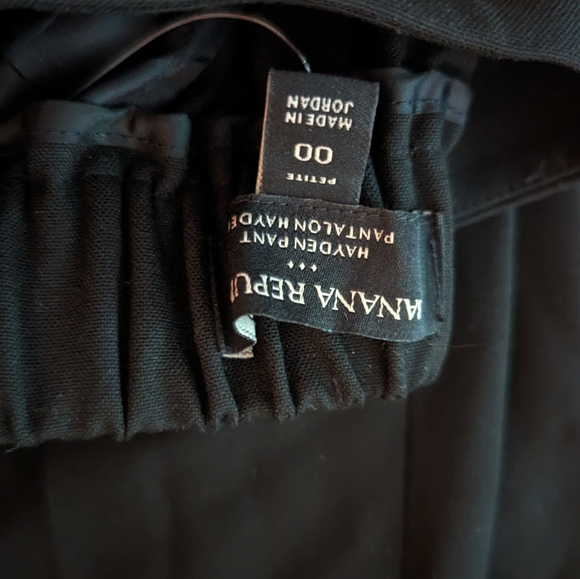 ANANA REPU
HAYDEN PANT
PANTALON HAYDE
PETITE
00
MADE IN
JORDAN